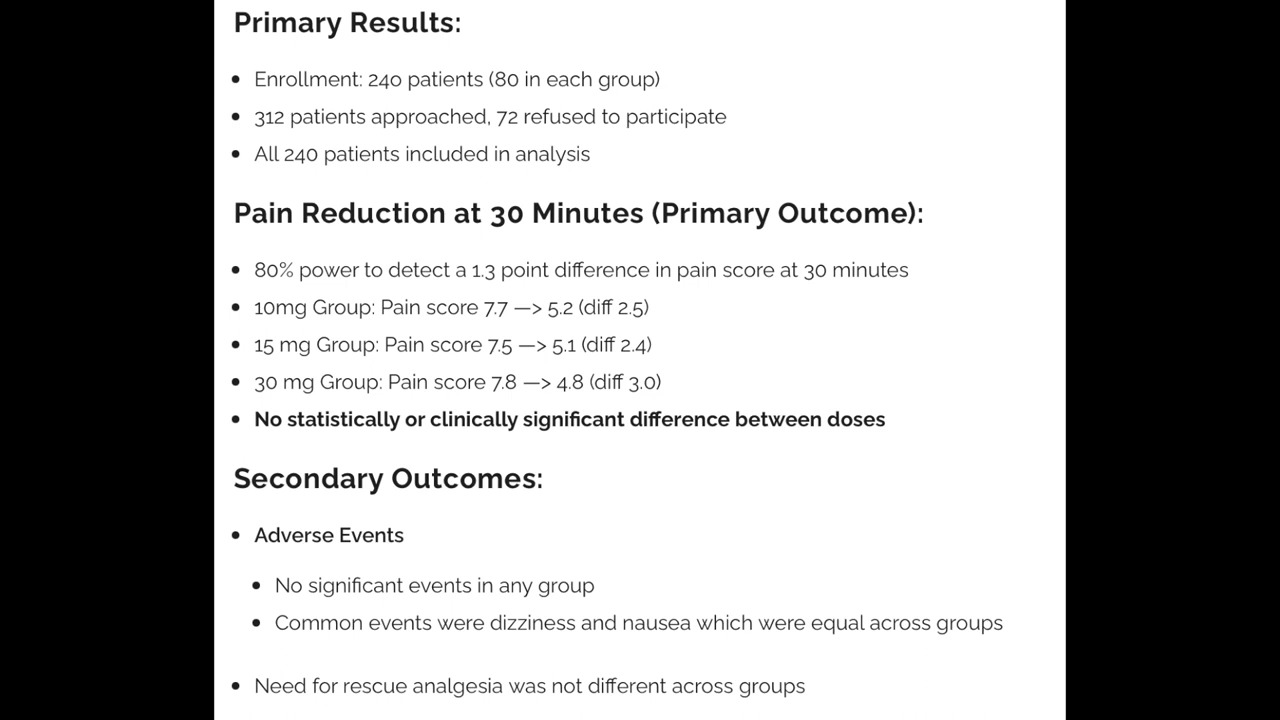 Primary Results:
Enrollment: 240 patients (80 in each group)
312 patients approached, 72 refused to participate
All 240 patients included in analysis
Pain Reduction at 30 Minutes (Primary Outcome):
80% power to detect a 1.3 point difference in pain score at 30 minutes
10mg Group: Pain score 7.7 —> 5.2 (diff 2.5)
15 mg Group: Pain score 7.5 —> 5.1 (diff 2.4)
30 mg Group: Pain score 7.8 —> 4.8 (diff 3.0)
No statistically or clinically significant difference between doses
Secondary Outcomes:
Adverse Events
No significant events in any group
Common events were dizziness and nausea which were equal across groups
Need for rescue analgesia was not different across groups